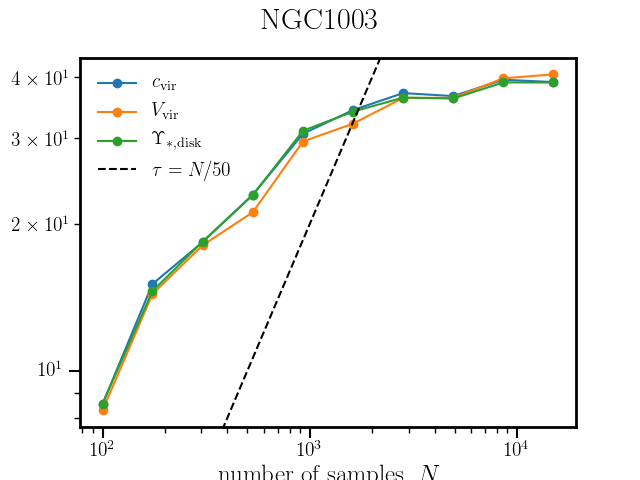 NGC1003
4 × 10¹
3 × 10¹
2 × 10¹
10¹
c_vir
V_vir
Υ_*,disk
τ = N/50
10² 10³ 10⁴
number of samples N